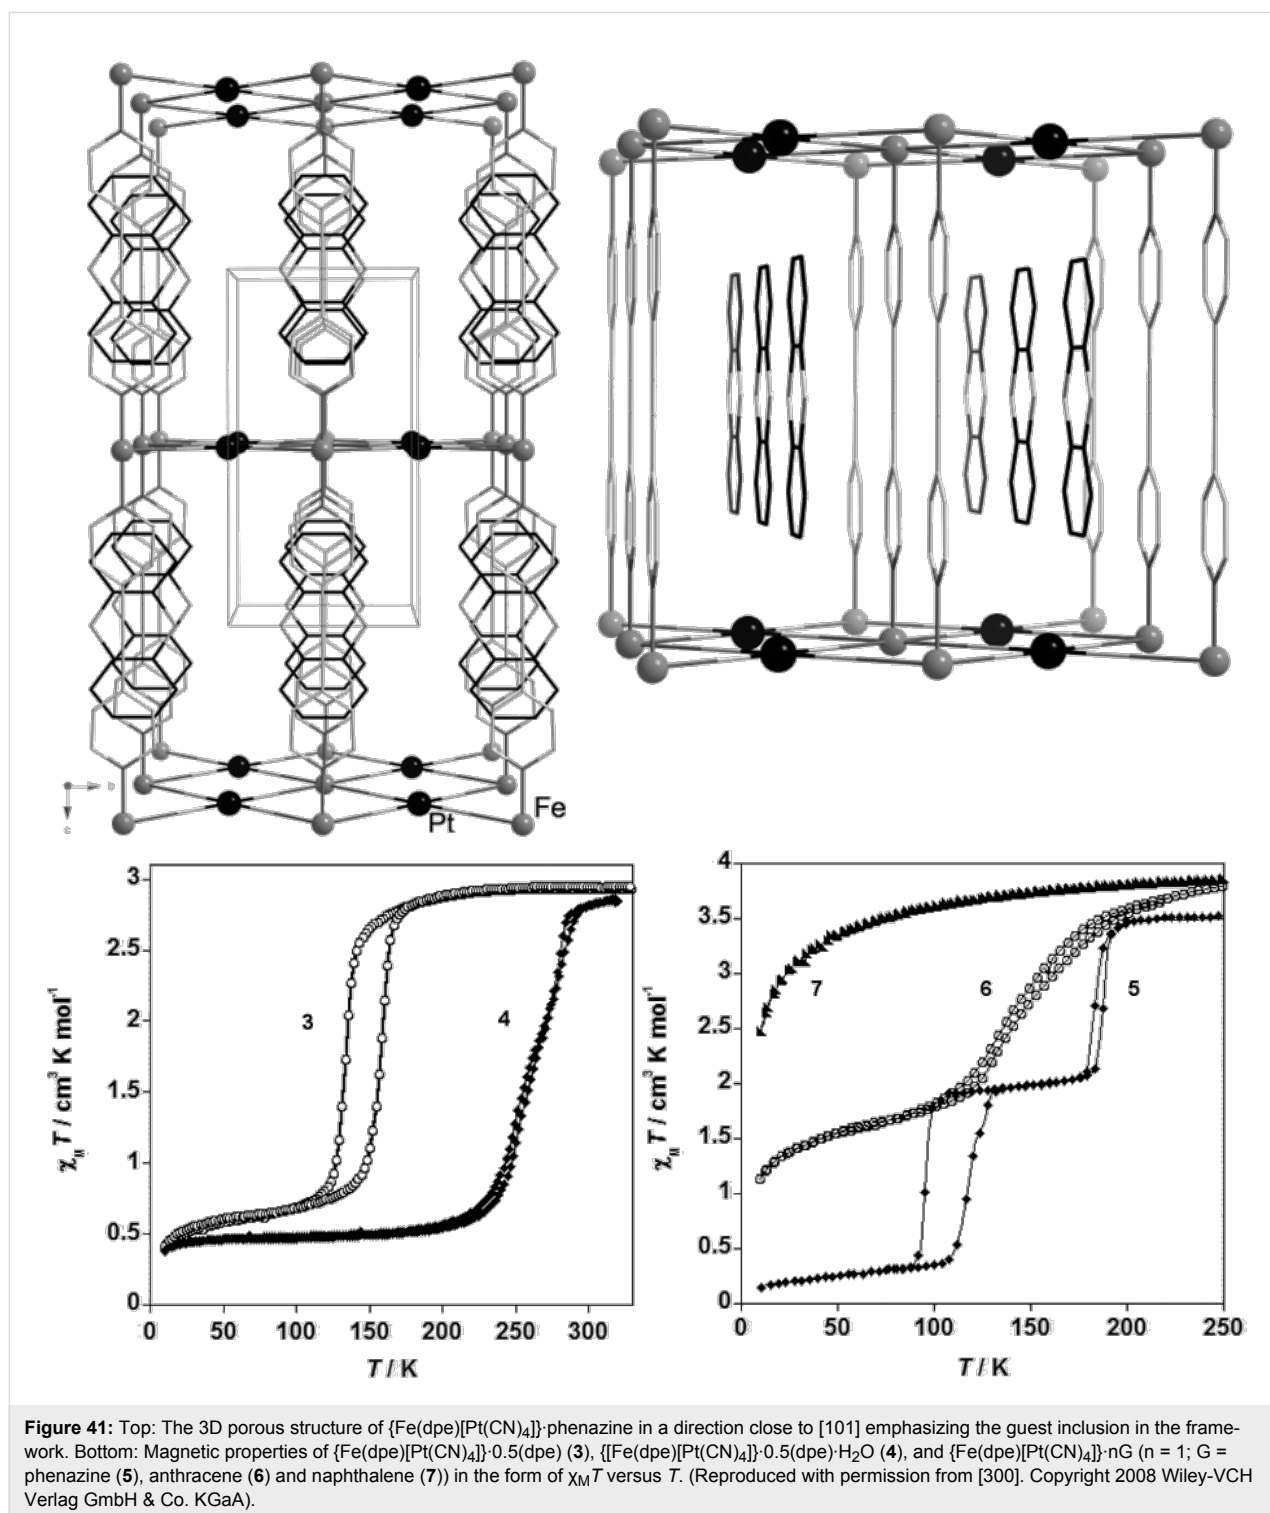 b
c
Pt
Fe
3
2.5
2
1.5
1
0.5
0
χM T / cm³ K mol⁻¹
3
4
0 50 100 150 200 250 300
T / K
4
3.5
3
2.5
2
1.5
1
0.5
0
χM T / cm³ K mol⁻¹
7
6
5
0 50 100 150 200 250
T / K
Figure 41: Top: The 3D porous structure of {Fe(dpe)[Pt(CN)₄]}·phenazine in a direction close to [101] emphasizing the guest inclusion in the frame-
work. Bottom: Magnetic properties of {Fe(dpe)[Pt(CN)₄]}·0.5(dpe) (3), {[Fe(dpe)[Pt(CN)₄]}·0.5(dpe)·H₂O (4), and {Fe(dpe)[Pt(CN)₄]}·nG (n = 1; G =
phenazine (5), anthracene (6) and naphthalene (7)) in the form of χMT versus T. (Reproduced with permission from [300]. Copyright 2008 Wiley-VCH
Verlag GmbH & Co. KGaA).